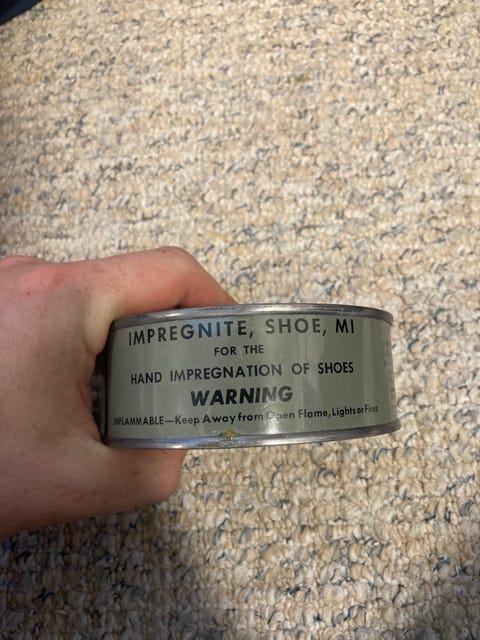 IMPREGNITE, SHOE, MI
FOR THE
HAND IMPREGNATION OF SHOES
WARNING
INFLAMMABLE—Keep Away from Open Flame, Lights or Fires